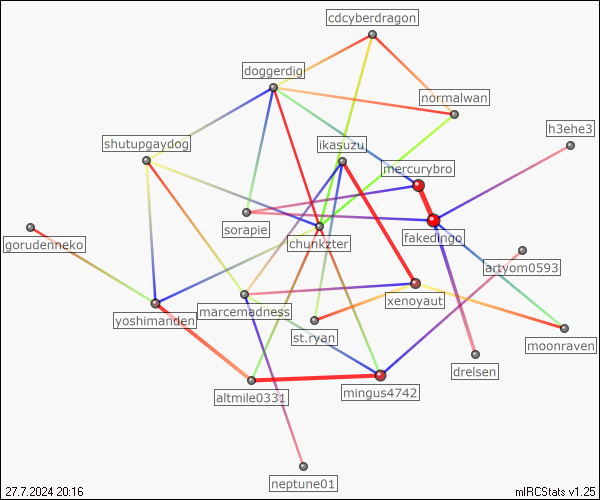 cdcyberdragon
doggerdig
normalwan
h3ehe3
shutupgaydog
ikasuzu
mercurybro
sorapie
gorudenneko
chunkzter
fakedingo
artyom0593
xenoyaut
yoshimanden
marcemadness
st.ryan
moonraven
drelsen
altmile0331
mingus4742
neptune01
27.7.2024 20:16
mIRCStats v1.25